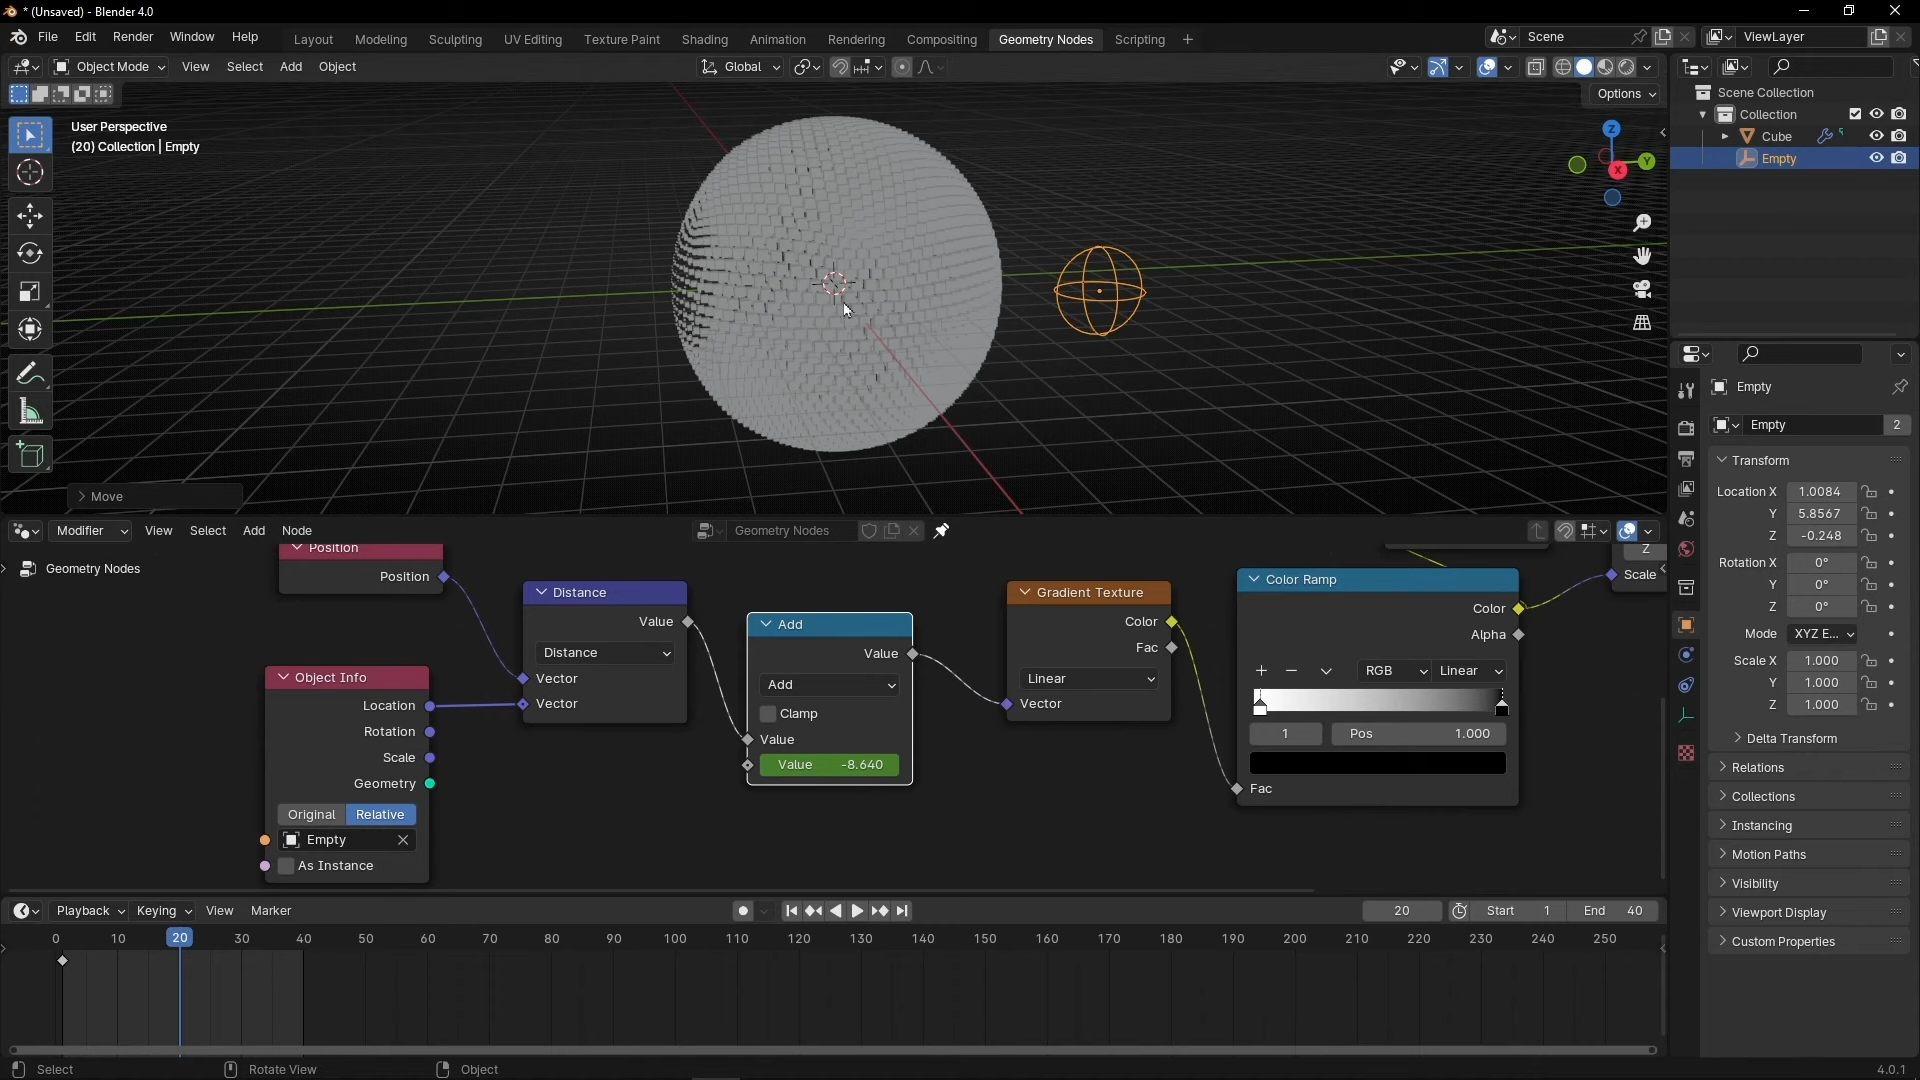 * (Unsaved) - Blender 4.0
File Edit Render Window Help Layout Modeling Sculpting UV Editing Texture Paint Shading Animation Rendering Compositing Geometry Nodes Scripting + Scene ViewLayer
Object Mode View Select Add Object Global
Options
User Perspective
(20) Collection | Empty
Z
Y
X
Move
Scene Collection
Collection
Cube
Empty
Empty
Empty 2
Transform
Location X 1.0084
Y 5.8567
Z -0.248
Rotation X 0°
Y 0°
Z 0°
Mode XYZ E...
Scale X 1.000
Y 1.000
Z 1.000
Delta Transform
Relations
Collections
Instancing
Motion Paths
Visibility
Viewport Display
Custom Properties
Modifier View Select Add Node Geometry Nodes
Geometry Nodes
Position
Position
Object Info
Location
Rotation
Scale
Geometry
Original Relative
Empty
As Instance
Distance
Value
Distance
Vector
Vector
Add
Value
Add
Clamp
Value
Value -8.640
Gradient Texture
Color
Fac
Linear
Vector
Color Ramp
Color
Alpha
RGB Linear
1 Pos 1.000
Fac
Z
Scale
Playback Keying View Marker 20 Start 1 End 40
0 10 20 30 40 50 60 70 80 90 100 110 120 130 140 150 160 170 180 190 200 210 220 230 240 250
Select Rotate View Object 4.0.1